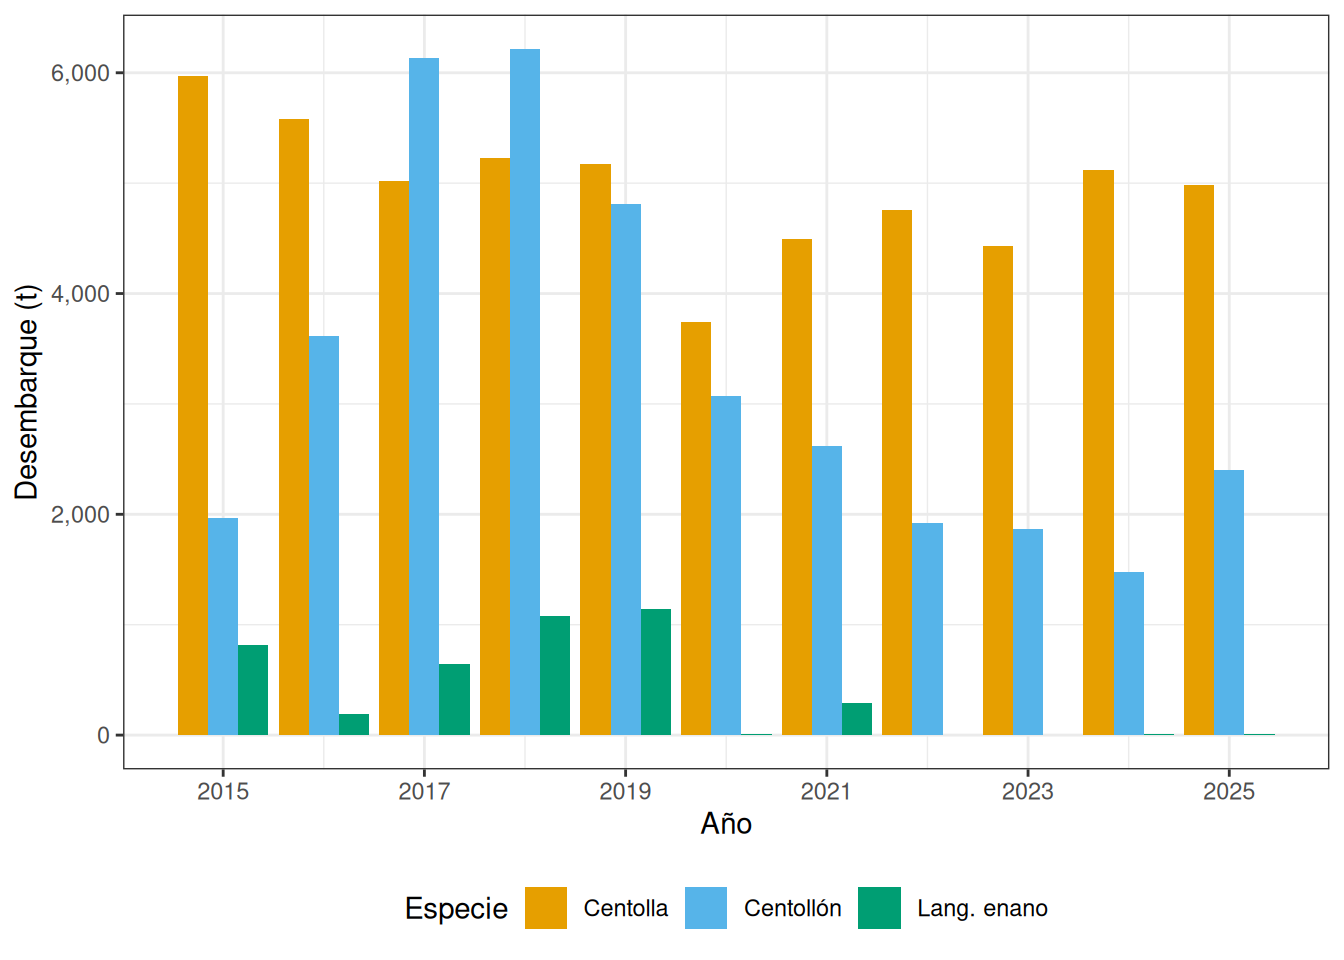 6,000
4,000
2,000
0
Desembarque (t)
2015 2017 2019 2021 2023 2025
Año
Especie Centolla Centollón Lang. enano